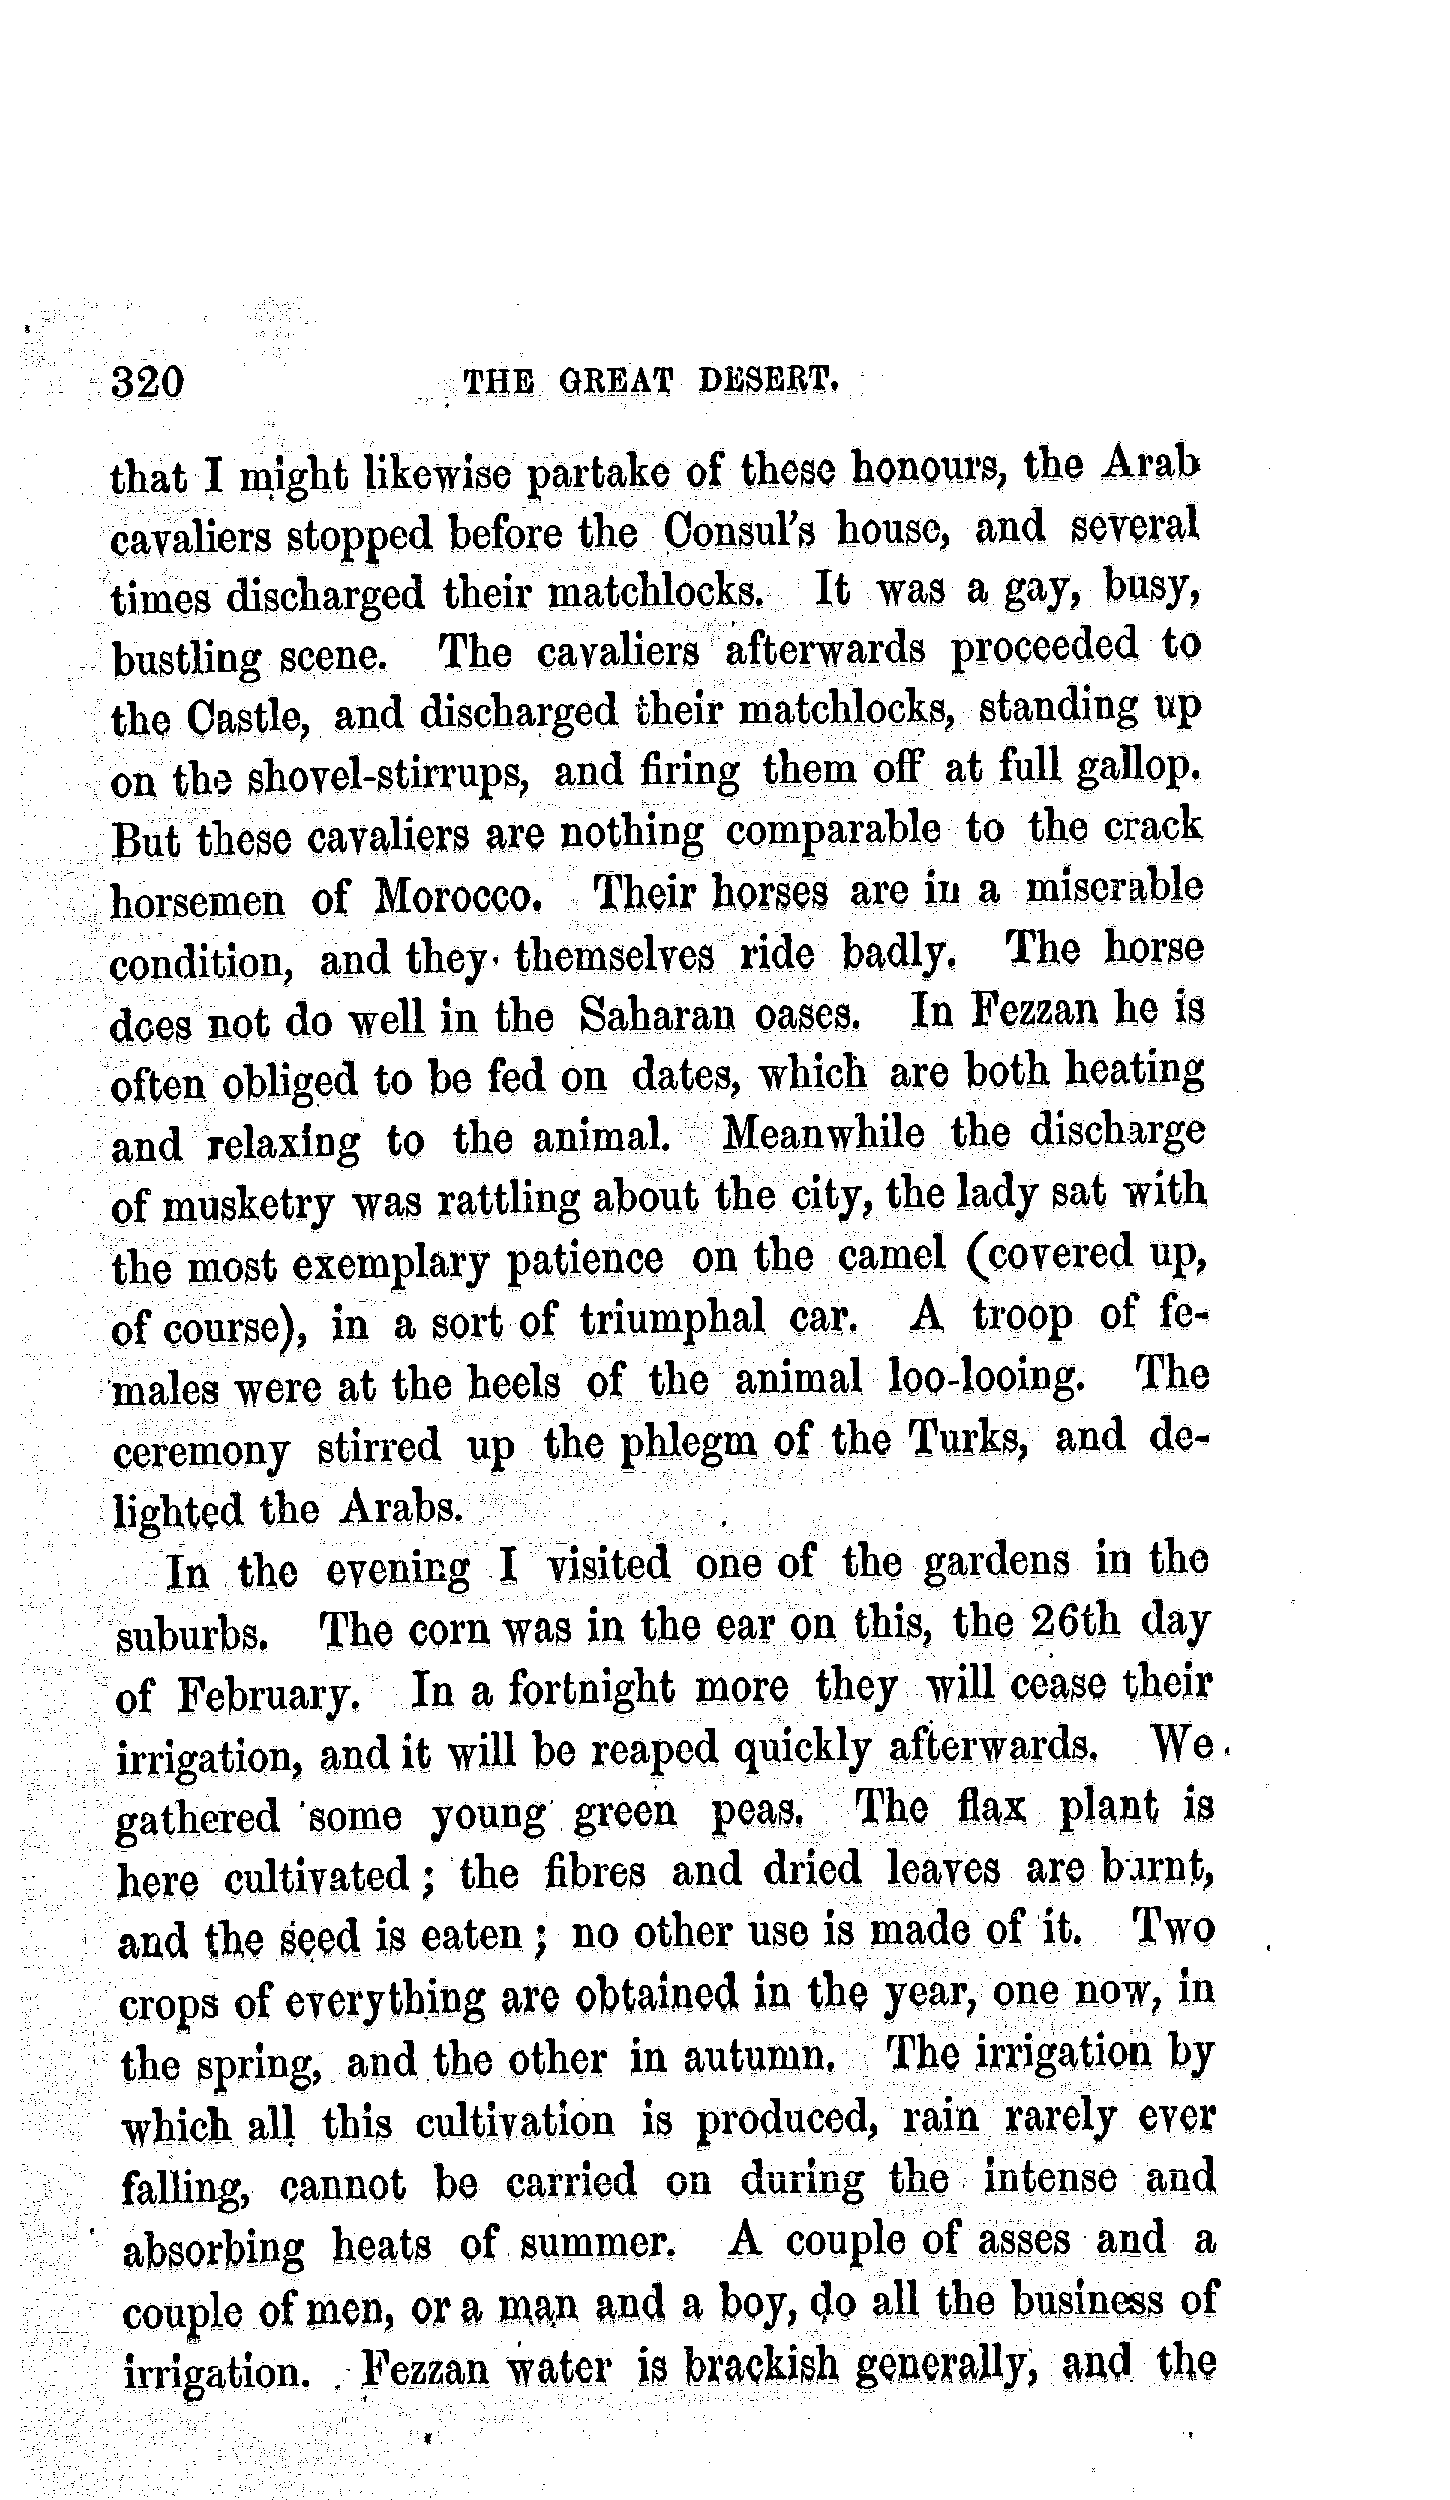 320 THE GREAT DESERT.
that I might likewise partake of these honours, the Arab
cavaliers stopped before the Consul's house, and several
times discharged their matchlocks. It was a gay, busy,
bustling scene. The cavaliers afterwards proceeded to
the Castle, and discharged their matchlocks, standing up
on the shovel-stirrups, and firing them off at full gallop.
But these cavaliers are nothing comparable to the crack
horsemen of Morocco. Their horses are in a miserable
condition, and they themselves ride badly. The horse
does not do well in the Saharan oases. In Fezzan he is
often obliged to be fed on dates, which are both heating
and relaxing to the animal. Meanwhile the discharge
of musketry was rattling about the city, the lady sat with
the most exemplary patience on the camel (covered up,
of course), in a sort of triumphal car. A troop of fe-
males were at the heels of the animal loo-looing. The
ceremony stirred up the phlegm of the Turks, and de-
lighted the Arabs.
In the evening I visited one of the gardens in the
suburbs. The corn was in the ear on this, the 26th day
of February. In a fortnight more they will cease their
irrigation, and it will be reaped quickly afterwards. We
gathered some young green peas. The flax plant is
here cultivated; the fibres and dried leaves are burnt,
and the seed is eaten; no other use is made of it. Two
crops of everything are obtained in the year, one now, in
the spring, and the other in autumn. The irrigation by
which all this cultivation is produced, rain rarely ever
falling, cannot be carried on during the intense and
absorbing heats of summer. A couple of asses and a
couple of men, or a man and a boy, do all the business of
irrigation. Fezzan water is brackish generally, and the